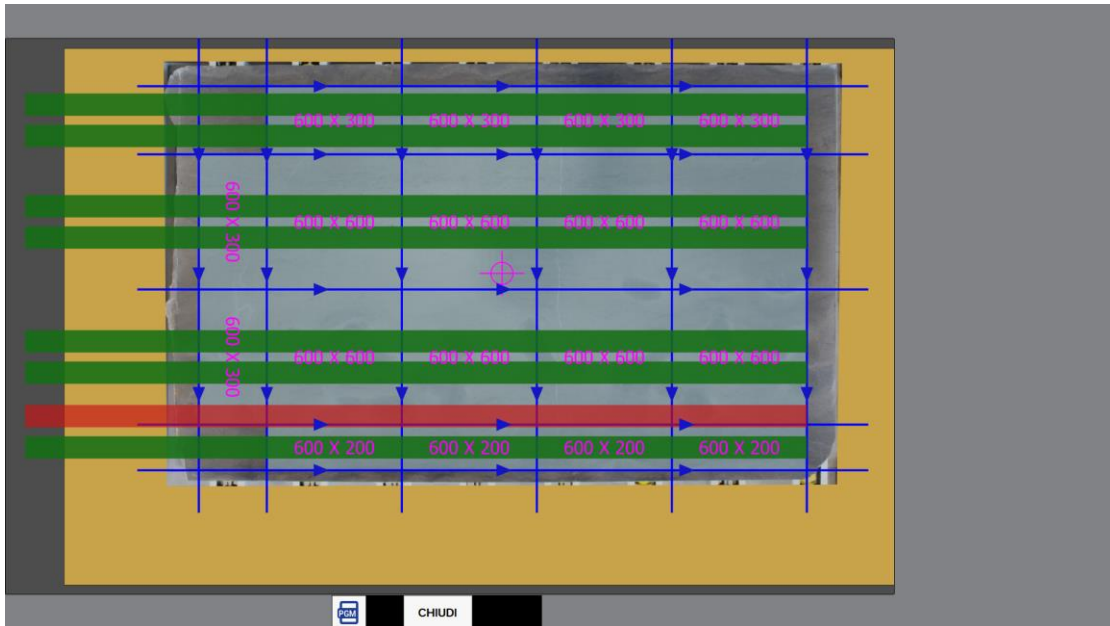 600 X 300 600 X 300 600 X 300 600 X 300
600 X 300
600 X 600 600 X 600 600 X 600 600 X 600
600 X 300
600 X 600 600 X 600 600 X 600 600 X 600
600 X 200 600 X 200 600 X 200 600 X 200
PGM
CHIUDI